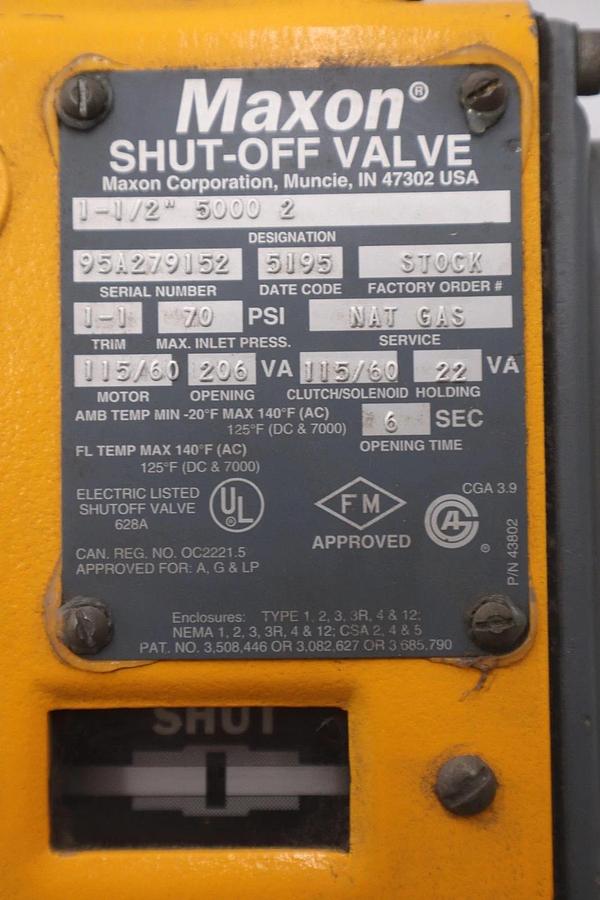 Maxon®
SHUT-OFF VALVE
Maxon Corporation, Muncie, IN 47302 USA
1-1/2" 5000 2
DESIGNATION
95A279152 5195 STOCK
SERIAL NUMBER DATE CODE FACTORY ORDER #
1-1 70 PSI NAT GAS
TRIM MAX. INLET PRESS. SERVICE
115/60 206 VA 115/60 22 VA
MOTOR OPENING CLUTCH/SOLENOID HOLDING
AMB TEMP MIN -20°F MAX 140°F (AC) 6 SEC
125°F (DC & 7000)
OPENING TIME
FL TEMP MAX 140°F (AC)
125°F (DC & 7000)
ELECTRIC LISTED
SHUTOFF VALVE
628A
UL ®
FM
APPROVED
CGA 3.9
AG ®
P/N 43802
CAN. REG. NO. OC2221.5
APPROVED FOR: A, G & LP
Enclosures: TYPE 1, 2, 3, 3R, 4 & 12;
NEMA 1, 2, 3, 3R, 4 & 12; CSA 2, 4 & 5
PAT. NO. 3,508,446 OR 3,082,627 OR 3,685,790
SHUT